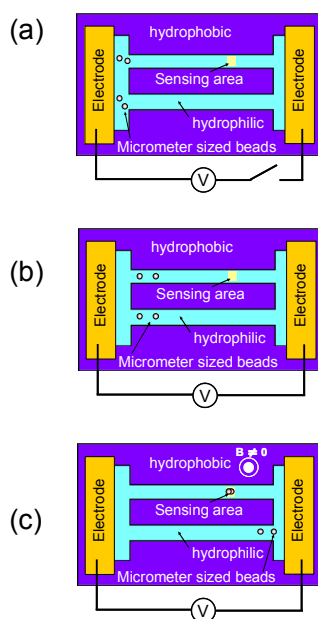 (a)
hydrophobic
Electrode
Electrode
Sensing area
hydrophilic
Micrometer sized beads
V
(b)
hydrophobic
Electrode
Electrode
Sensing area
hydrophilic
Micrometer sized beads
V
(c)
B ≠ 0
hydrophobic
Electrode
Electrode
Sensing area
hydrophilic
Micrometer sized beads
V